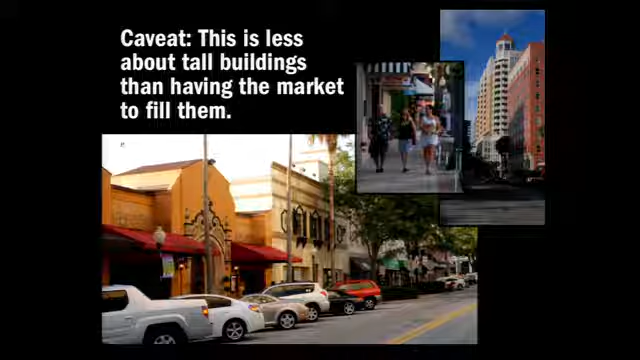 Caveat: This is less
about tall buildings
than having the market
to fill them.